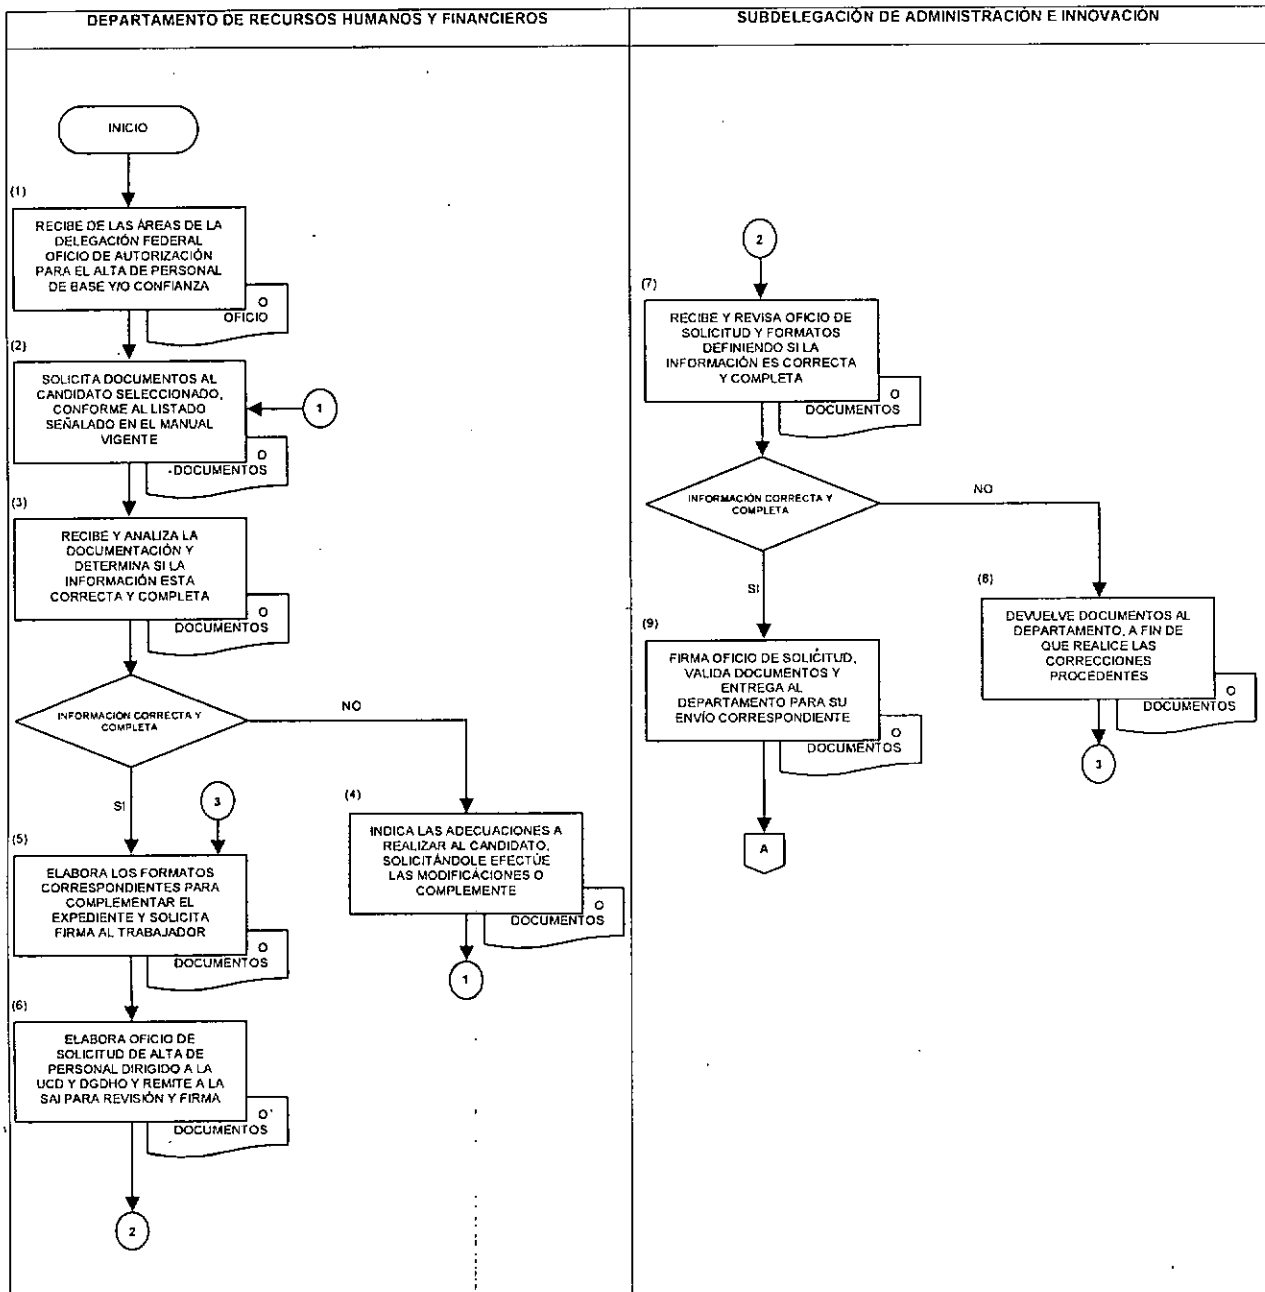 DEPARTAMENTO DE RECURSOS HUMANOS Y FINANCIEROS
SUBDELEGACIÓN DE ADMINISTRACIÓN E INNOVACIÓN
INICIO
(1)
RECIBE DE LAS ÁREAS DE LA
DELEGACIÓN FEDERAL
OFICIO DE AUTORIZACIÓN
PARA EL ALTA DE PERSONAL
DE BASE Y/O CONFIANZA
O
OFICIO
(2)
SOLICITA DOCUMENTOS AL
CANDIDATO SELECCIONADO,
CONFORME AL LISTADO
SEÑALADO EN EL MANUAL
VIGENTE
1
O
DOCUMENTOS
(3)
RECIBE Y ANALIZA LA
DOCUMENTACIÓN Y
DETERMINA SI LA
INFORMACIÓN ESTA
CORRECTA Y COMPLETA
O
DOCUMENTOS
INFORMACIÓN CORRECTA Y
COMPLETA
NO
SI
3
(4)
INDICA LAS ADECUACIONES A
REALIZAR AL CANDIDATO,
SOLICITÁNDOLE EFECTÚE
LAS MODIFICACIONES O
COMPLEMENTE
O
DOCUMENTOS
1
(5)
ELABORA LOS FORMATOS
CORRESPONDIENTES PARA
COMPLEMENTAR EL
EXPEDIENTE Y SOLICITA
FIRMA AL TRABAJADOR
O
DOCUMENTOS
(6)
ELABORA OFICIO DE
SOLICITUD DE ALTA DE
PERSONAL DIRIGIDO A LA
UCD Y DGDHO Y REMITE A LA
SAI PARA REVISIÓN Y FIRMA
O
DOCUMENTOS
2
2
(7)
RECIBE Y REVISA OFICIO DE
SOLICITUD Y FORMATOS
DEFINIENDO SI LA
INFORMACIÓN ES CORRECTA
Y COMPLETA
O
DOCUMENTOS
INFORMACIÓN CORRECTA Y
COMPLETA
NO
SI
(8)
DEVUELVE DOCUMENTOS AL
DEPARTAMENTO, A FIN DE
QUE REALICE LAS
CORRECCIONES
PROCEDENTES
O
DOCUMENTOS
3
(9)
FIRMA OFICIO DE SOLICITUD,
VALIDA DOCUMENTOS Y
ENTREGA AL
DEPARTAMENTO PARA SU
ENVÍO CORRESPONDIENTE
O
DOCUMENTOS
A